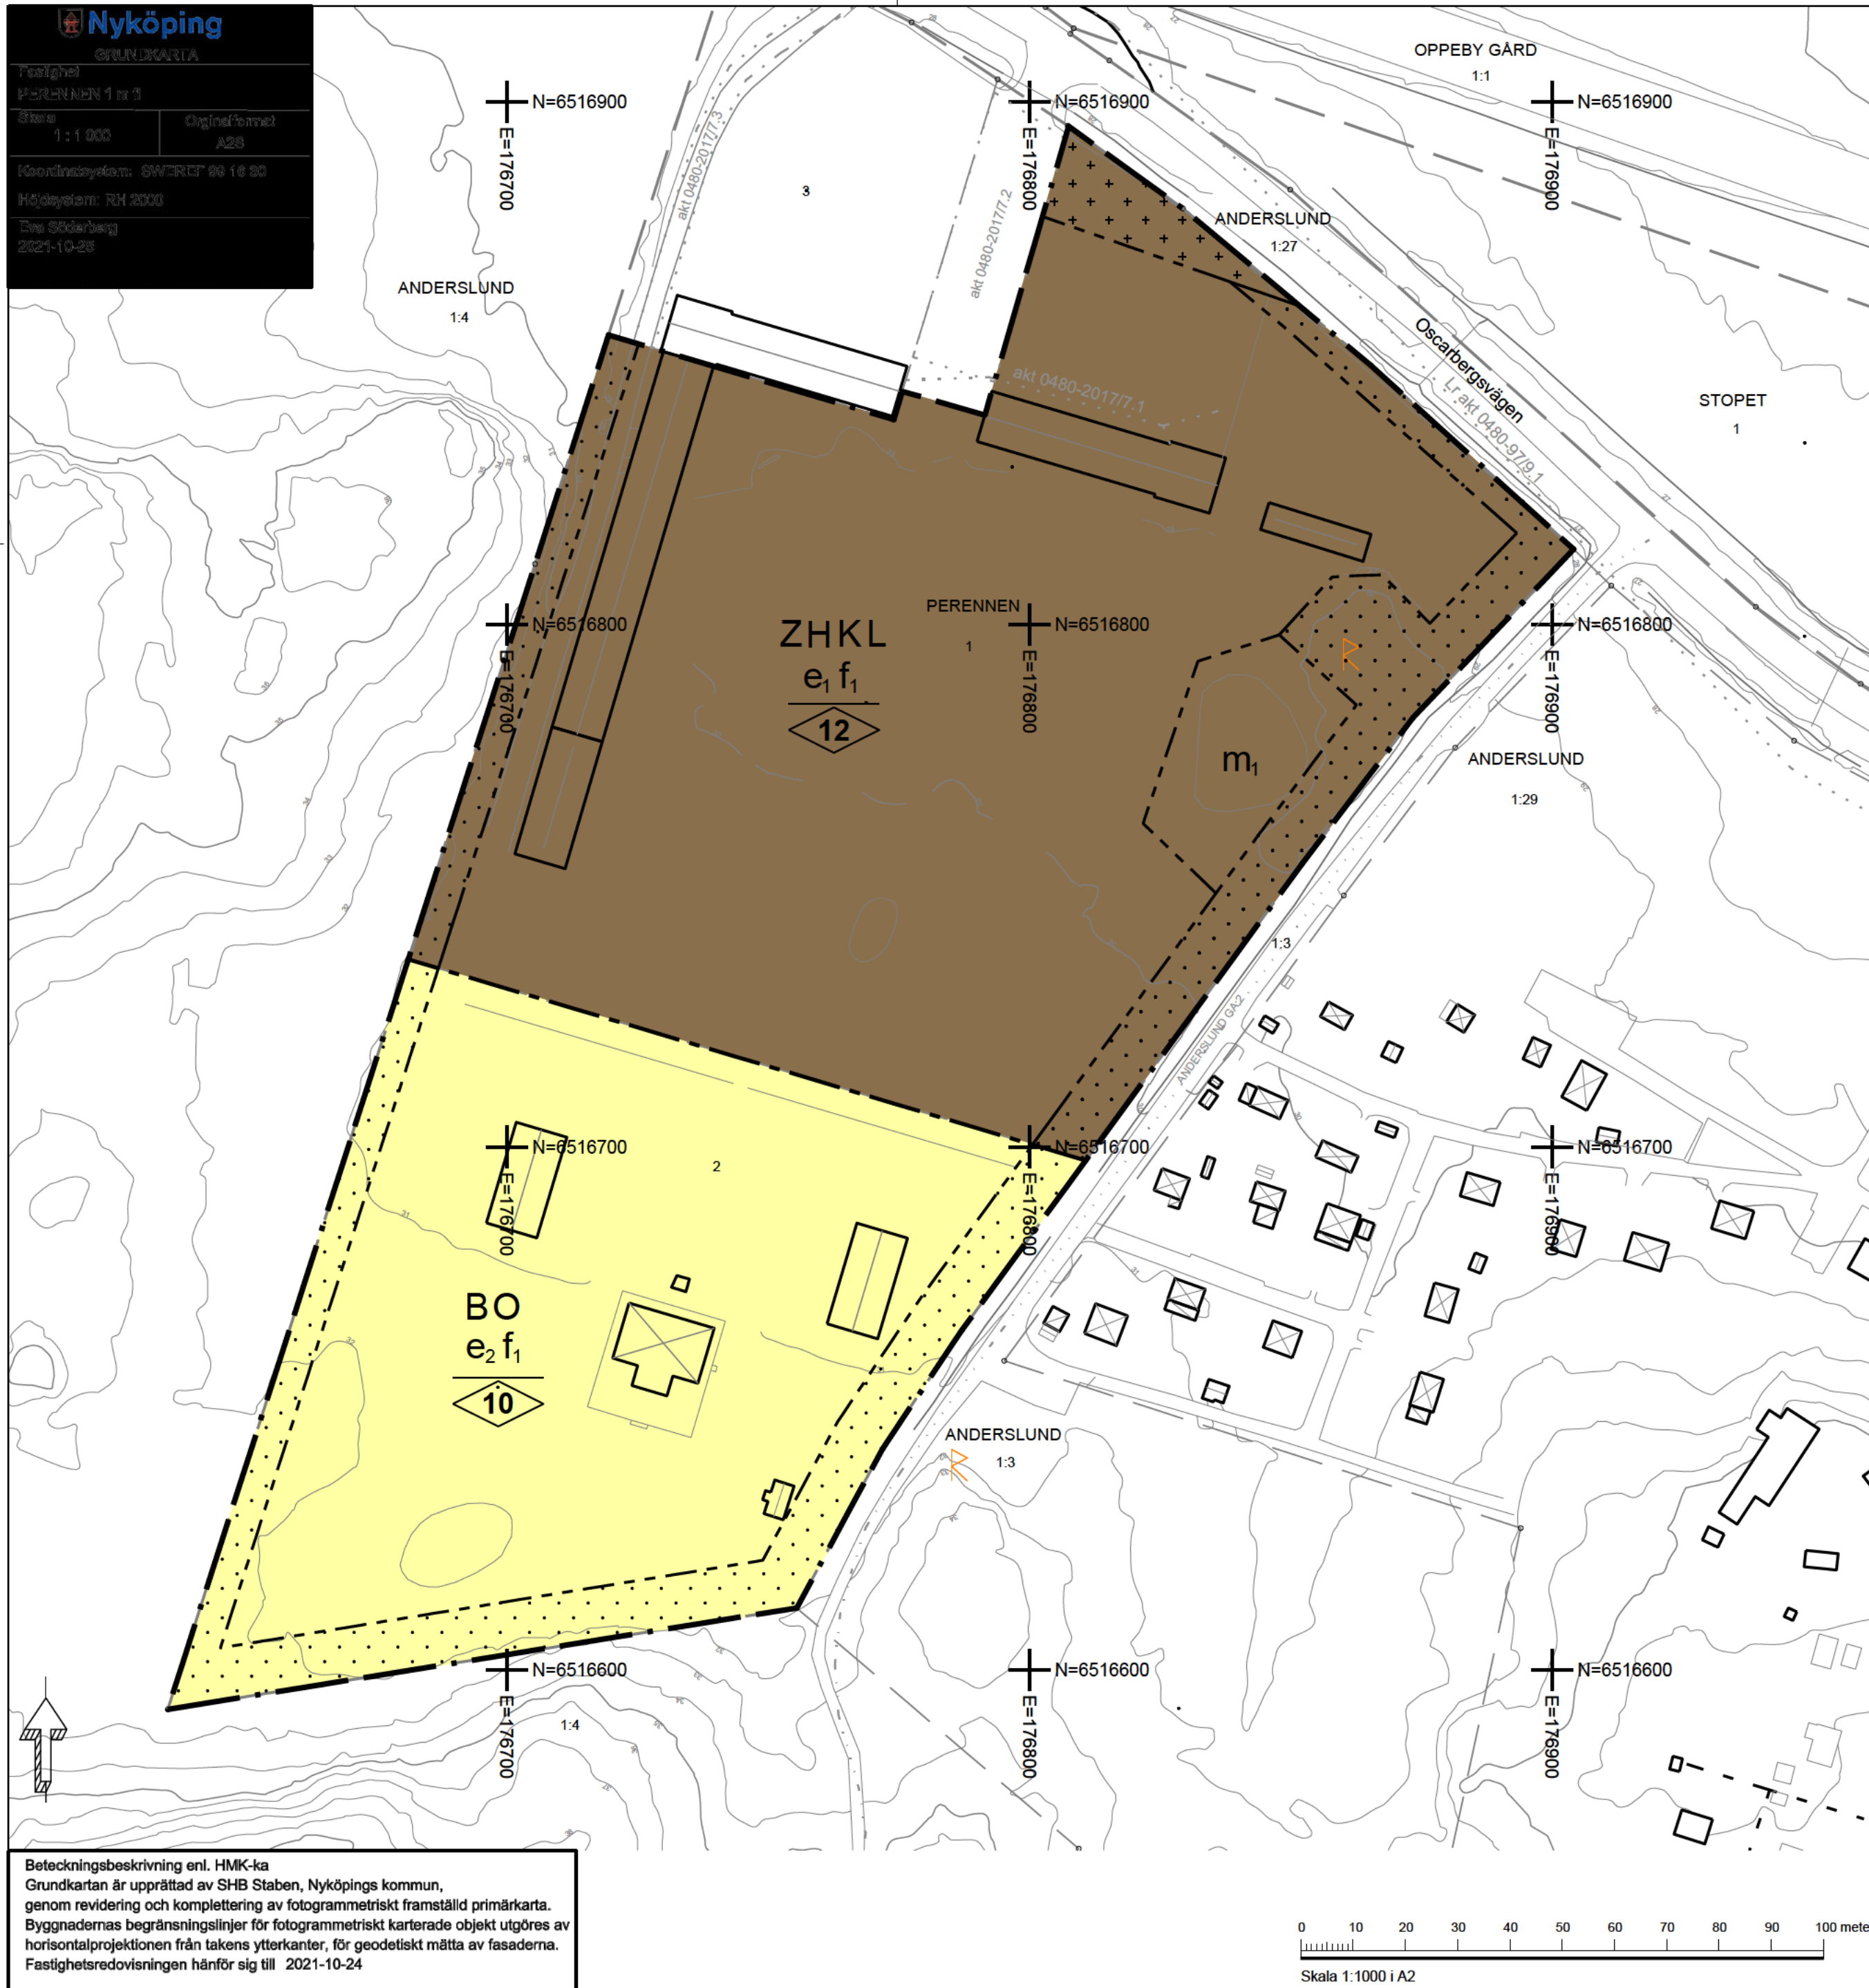 Nyköping
GRUNDKARTA
Fastighet
PERENNEN 1 m fl
Skala
1 : 1 000
Orginalformat
A2S
Koordinatsystem: SWEREF 99 16 30
Höjdsystem: RH 2000
Eva Söderberg
2021-10-26
OPPEBY GÅRD
1:1
N=6516900
E=176700
N=6516900
E=176800
N=6516900
E=176900
akt 0480-2017/7.3
3
akt 0480-2017/7.2
ANDERSLUND
1:27
ANDERSLUND
1:4
Oscarbergsvägen
Lr akt 0480-97/9.1
akt 0480-2017/7.1
STOPET
1
PERENNEN
1
N=6516800
E=176700
N=6516800
E=176800
N=6516800
E=176900
ZHKL
e1 f1
12
R
m1
ANDERSLUND
1:29
1:3
ANDERSLUND GA:2
N=6516700
E=176700
2
N=6516700
E=176800
N=6516700
E=176900
BO
e2 f1
10
ANDERSLUND
1:3
R
N=6516600
E=176700
N=6516600
E=176800
N=6516600
E=176900
1:4
Beteckningsbeskrivning enl. HMK-ka
Grundkartan är upprättad av SHB Staben, Nyköpings kommun,
genom revidering och komplettering av fotogrammetriskt framställd primärkarta.
Byggnadernas begränsningslinjer för fotogrammetriskt karterade objekt utgöres av
horisontalprojektionen från takens ytterkanter, för geodetiskt mätta av fasaderna.
Fastighetsredovisningen hänför sig till 2021-10-24
0 10 20 30 40 50 60 70 80 90 100 mete
Skala 1:1000 i A2